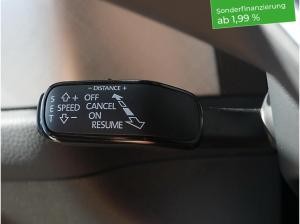 Sonderfinanzierung
ab 1,99 %
− DISTANCE +
S E T SPEED + −
OFF
CANCEL
ON
RESUME